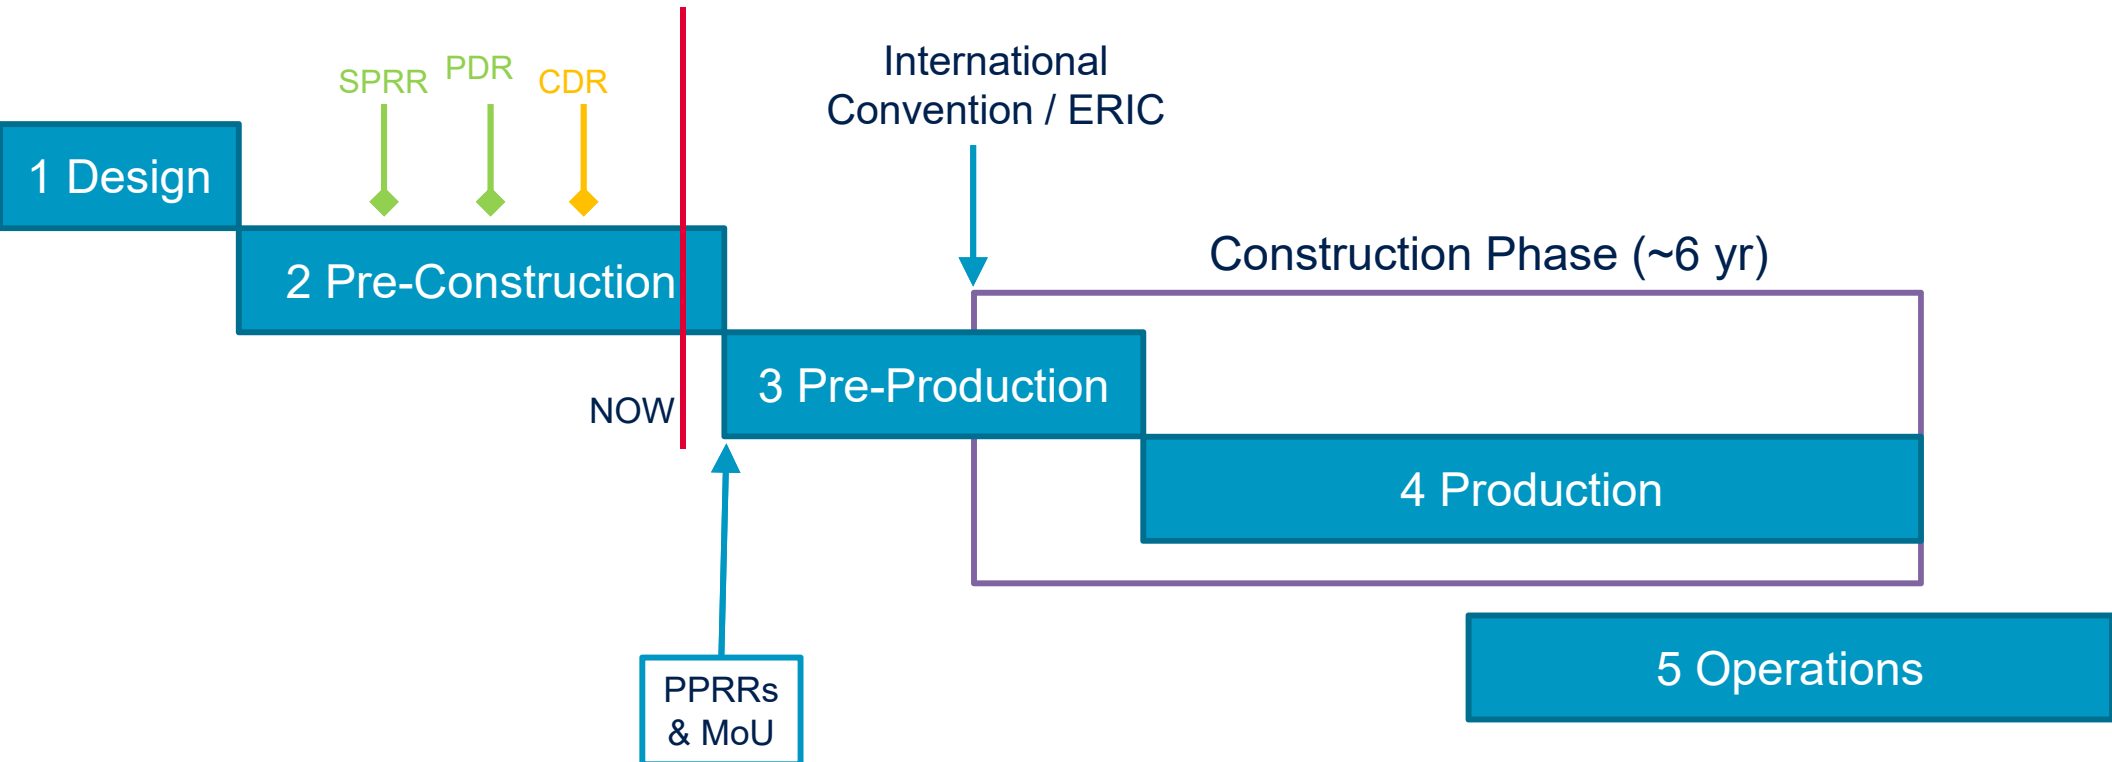 SPRR
PDR
CDR
International
Convention / ERIC
1 Design
2 Pre-Construction
Construction Phase (~6 yr)
3 Pre-Production
NOW
4 Production
PPRRs
& MoU
5 Operations